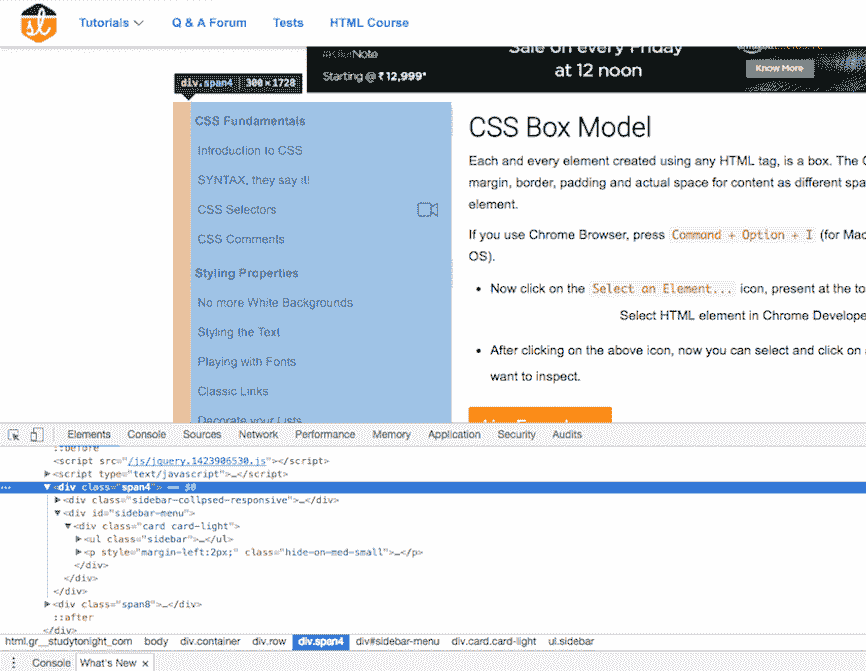 Tutorials
Q & A Forum
Tests
HTML Course
Note
Starting @ ₹12,999*
Sale on every Friday
at 12 noon
Know More
div.span4 | 300×1728
CSS Fundamentals
Introduction to CSS
SYNTAX, they say it!
CSS Selectors
CSS Comments
Styling Properties
No more White Backgrounds
Styling the Text
Playing with Fonts
Classic Links
Decorate your Lists
CSS Box Model
Each and every element created using any HTML tag, is a box. The
margin, border, padding and actual space for content as different spa
element.
If you use Chrome Browser, press Command + Option + I (for Mac
OS).
• Now click on the Select an Element... icon, present at the to
Select HTML element in Chrome Develope
• After clicking on the above icon, now you can select and click on
want to inspect.
Elements Console Sources Network Performance Memory Application Security Audits
::before
<script src="/js/jquery.1423906530.js"></script>
<script type="text/javascript">…</script>
<div class="span4"> == $0
<div class="sidebar-collpsed-responsive">…</div>
<div id="sidebar-menu">
<div class="card card-light">
<ul class="sidebar">…</ul>
<p style="margin-left:2px;" class="hide-on-med-small">…</p>
</div>
</div>
</div>
<div class="span8">…</div>
::after
</div>
html.gr__studytonight_com body div.container div.row div.span4 div#sidebar-menu div.card.card-light ul.sidebar
Console What's New ×